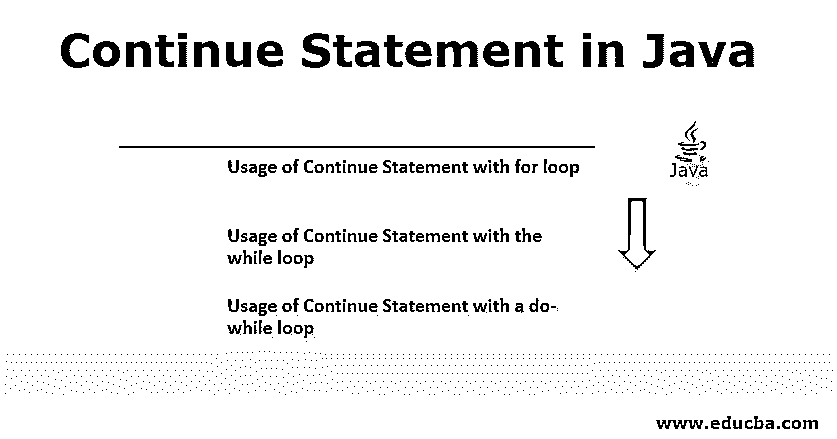 Continue Statement in Java
Usage of Continue Statement with for loop
Java
Usage of Continue Statement with the
while loop
Usage of Continue Statement with a do-
while loop
www.educba.com